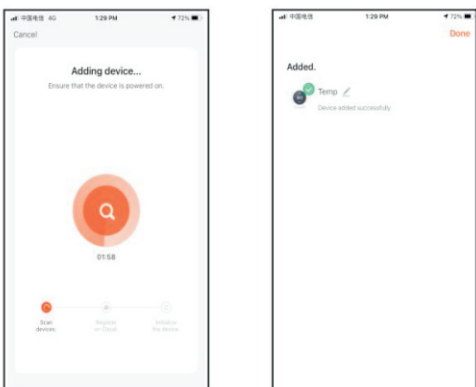 中国电信 4G 1:29 PM 72%
Cancel
Adding device...
Ensure that the device is powered on.
01:58
Scan
devices.
Register
on Cloud.
Initialize
the device.
中国电信 1:29 PM 72%
Done
Added.
Temp
Device added successfully